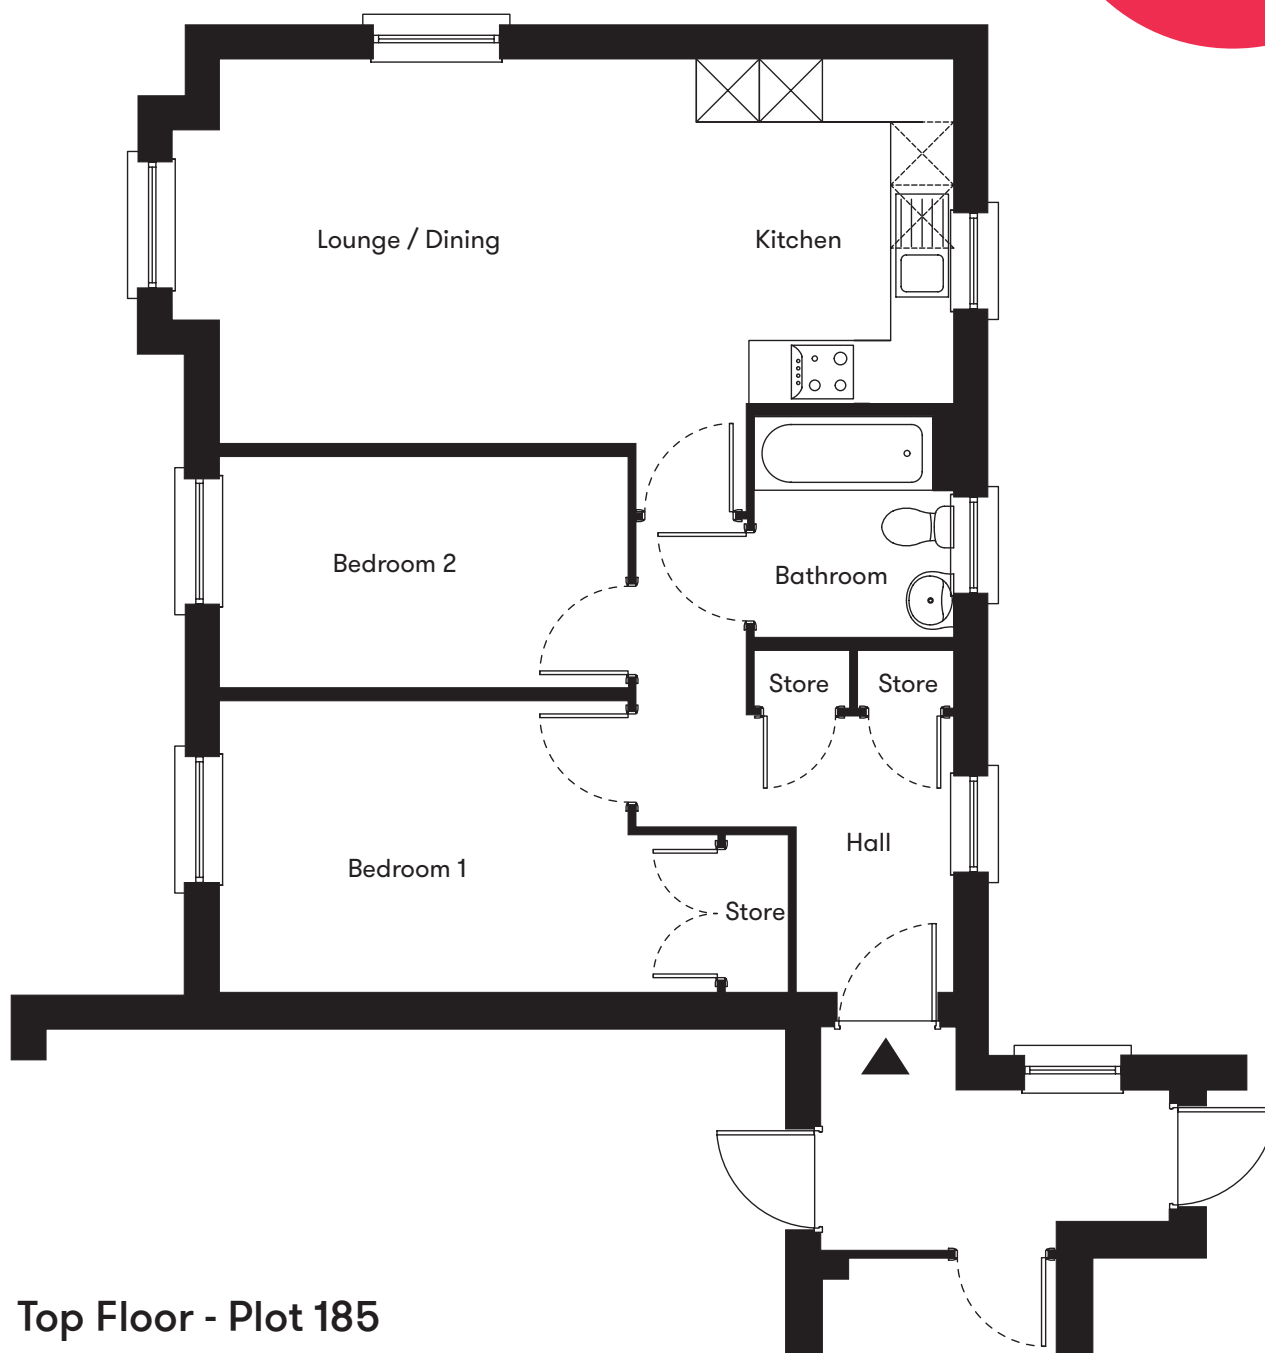 Lounge / Dining
Kitchen
Bedroom 2
Bathroom
Store
Store
Hall
Bedroom 1
Store
Top Floor - Plot 185